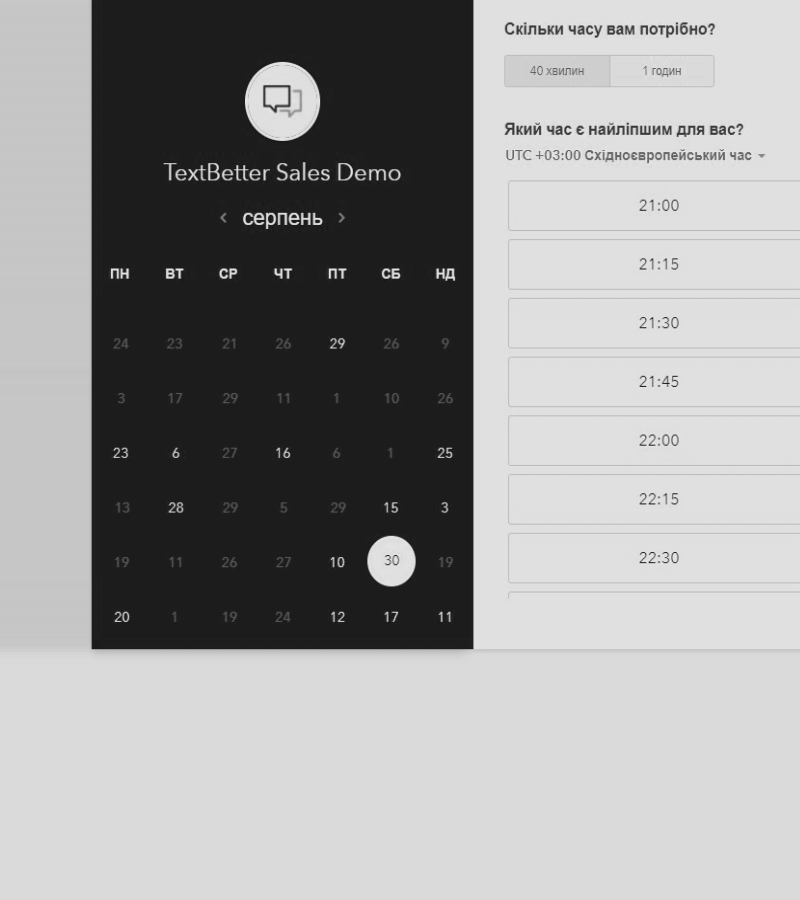 TextBetter Sales Demo
серпень
ПН ВТ СР ЧТ ПТ СБ НД
24 23 21 26 29 26 9
3 17 29 11 1 10 26
23 6 27 16 6 1 25
13 28 29 5 29 15 3
19 11 26 27 10 30 19
20 1 19 24 12 17 11
Скільки часу вам потрібно?
40 хвилин 1 годин
Який час є найліпшим для вас?
UTC +03:00 Східноєвропейський час
21:00
21:15
21:30
21:45
22:00
22:15
22:30